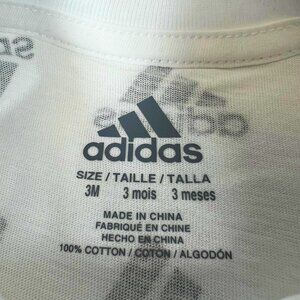 adidas
SIZE / TAILLE / TALLA
3M 3 mois 3 meses
MADE IN CHINA
FABRIQUÉ EN CHINE
HECHO EN CHINA
100% COTTON / COTON / ALGODÓN